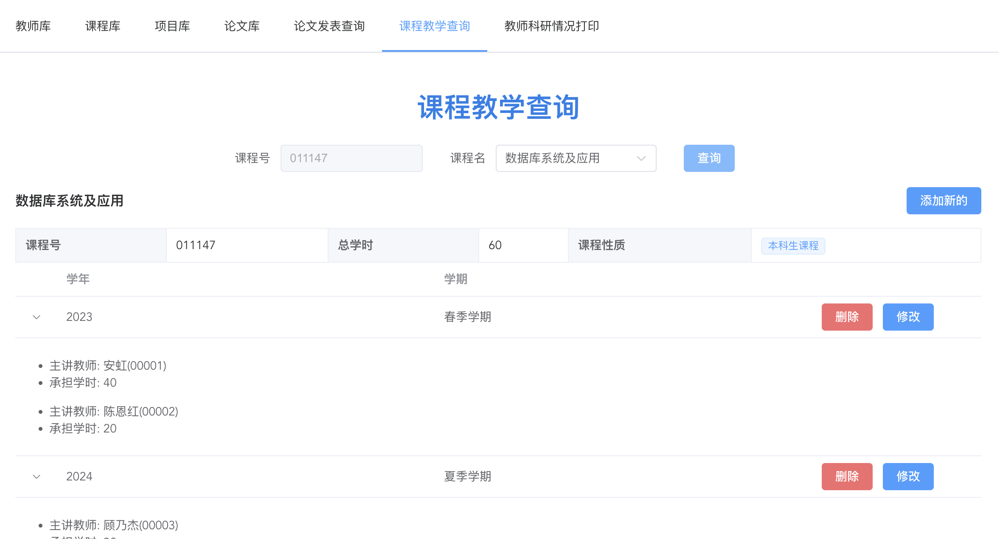 教师库 课程库 项目库 论文库 论文发表查询 课程教学查询 教师科研情况打印
课程教学查询
课程号 011147 课程名 数据库系统及应用 查询
数据库系统及应用 添加新的
课程号 011147 总学时 60 课程性质 本科生课程
学年 学期
2023 春季学期 删除 修改
主讲教师: 安虹(00001)
承担学时: 40
主讲教师: 陈恩红(00002)
承担学时: 20
2024 夏季学期 删除 修改
主讲教师: 顾乃杰(00003)
承担学时: